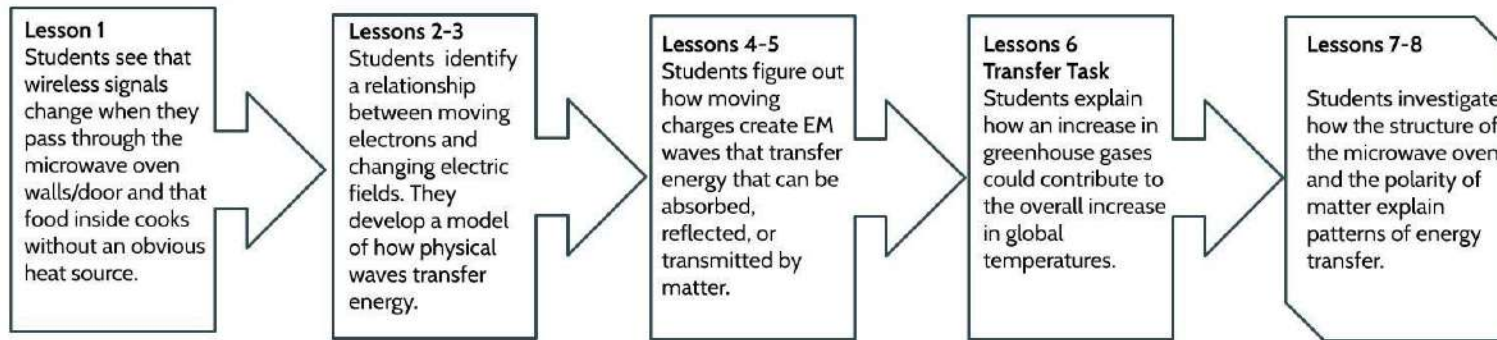 Lesson 1
Students see that
wireless signals
change when they
pass through the
microwave oven
walls/door and that
food inside cooks
without an obvious
heat source.
Lessons 2-3
Students identify
a relationship
between moving
electrons and
changing electric
fields. They
develop a model
of how physical
waves transfer
energy.
Lessons 4-5
Students figure out
how moving
charges create EM
waves that transfer
energy that can be
absorbed,
reflected, or
transmitted by
matter.
Lessons 6
Transfer Task
Students explain
how an increase in
greenhouse gases
could contribute to
the overall increase
in global
temperatures.
Lessons 7-8
Students investigate
how the structure of
the microwave oven
and the polarity of
matter explain
patterns of energy
transfer.